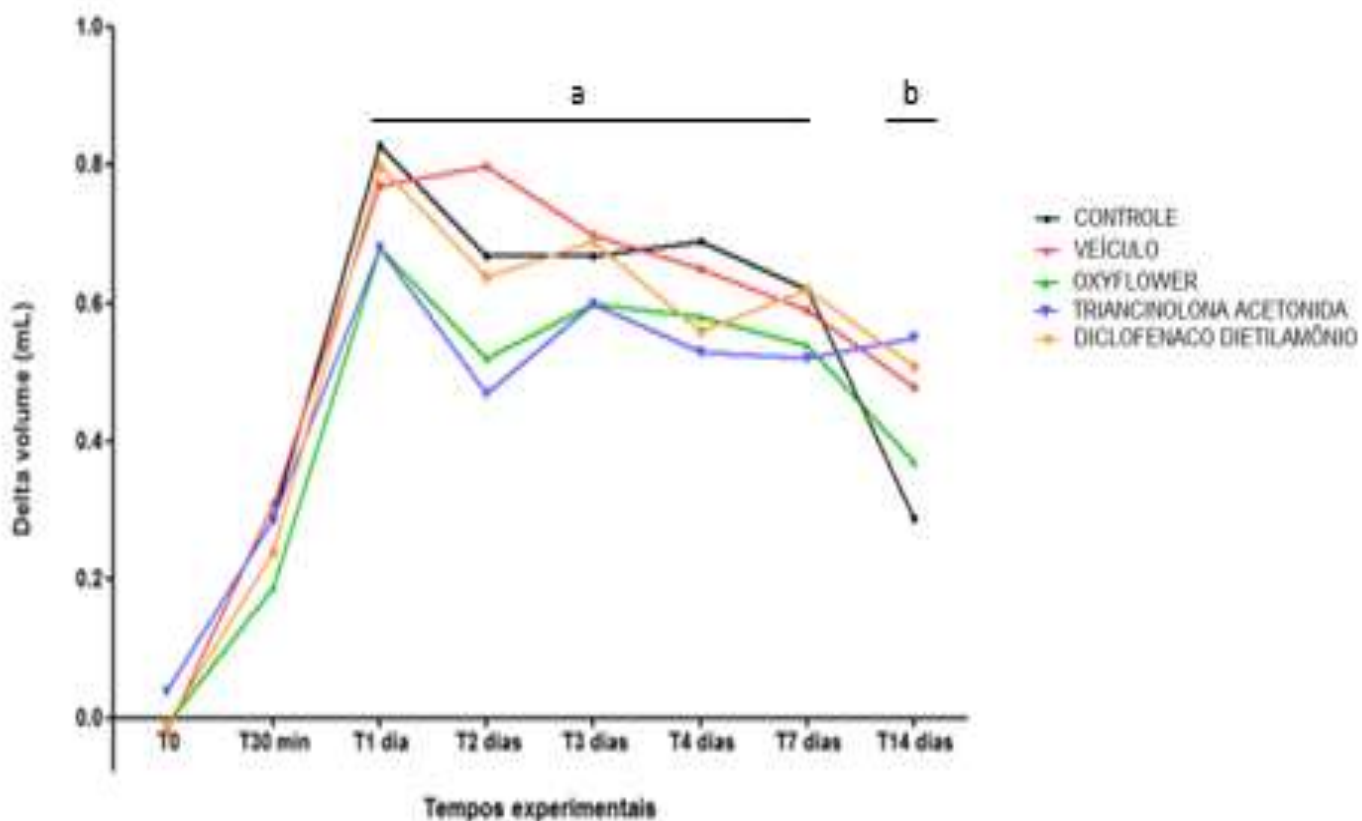 1.0
a
b
0.8
0.6
0.4
0.2
0.0
Delta volume (mL)
T0 T30 min T1 dia T2 dias T3 dias T4 dias T7 dias T14 dias
Tempos experimentais
CONTROLE
VEÍCULO
OXYFLOWER
TRIANCINOLONA ACETONIDA
DICLOFENACO DIETILAMÔNIO